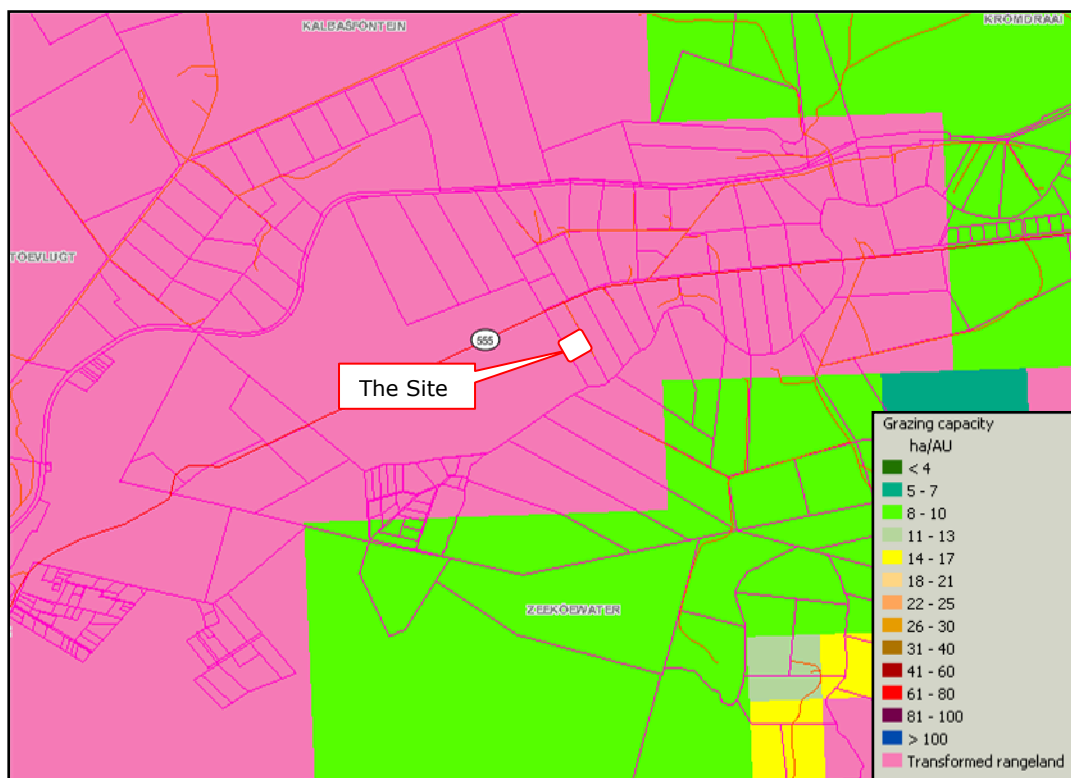 KALBASFONTEIN
KROMDRAAI
TOEVLUGT
555
The Site
ZEEKOEWATER
Grazing capacity
ha/AU
< 4
5 - 7
8 - 10
11 - 13
14 - 17
18 - 21
22 - 25
26 - 30
31 - 40
41 - 60
61 - 80
81 - 100
> 100
Transformed rangeland